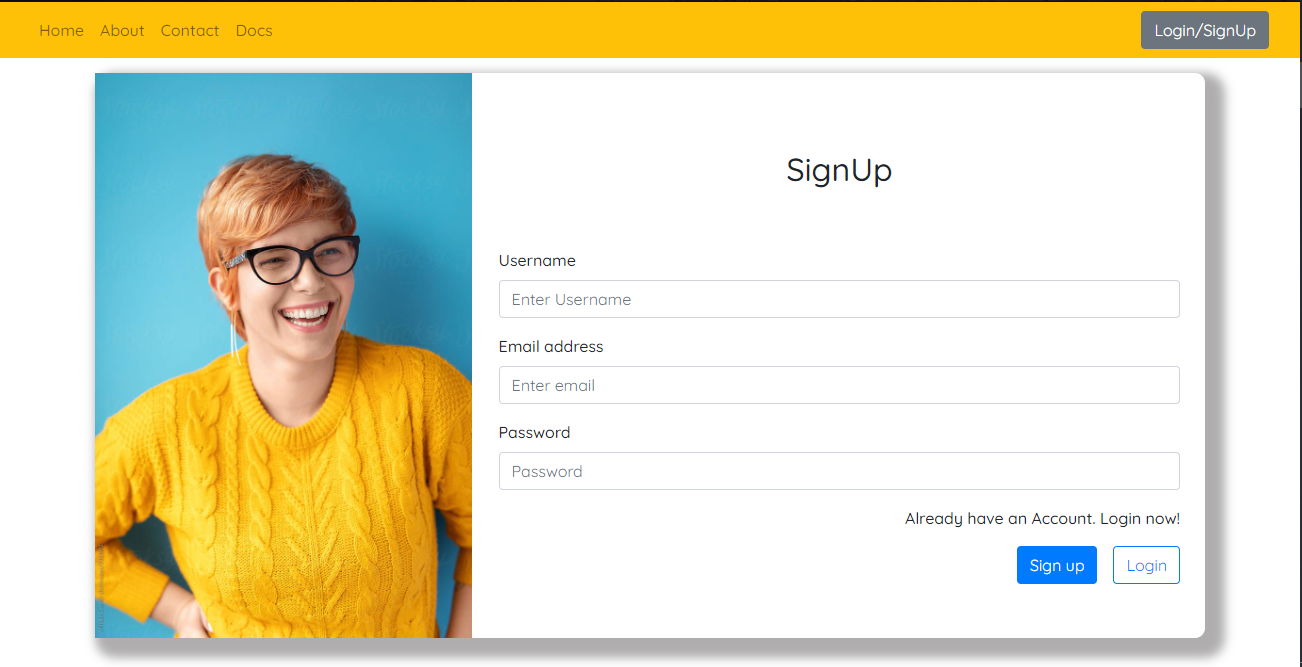 Home About Contact Docs Login/SignUp
SignUp
Username
Enter Username
Email address
Enter email
Password
Password
Already have an Account. Login now!
Sign up Login